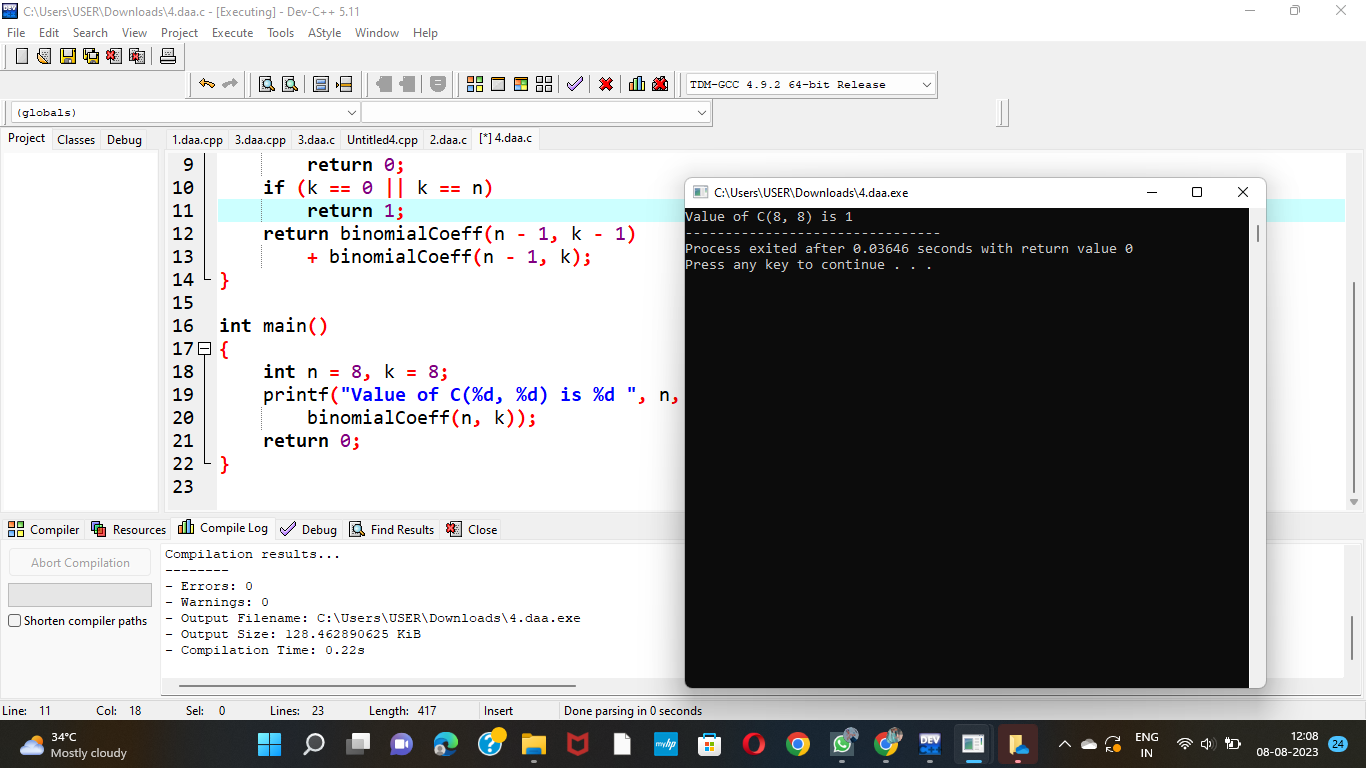 C:\Users\USER\Downloads\4.daa.c - [Executing] - Dev-C++ 5.11
File Edit Search View Project Execute Tools AStyle Window Help
TDM-GCC 4.9.2 64-bit Release
(globals)
Project Classes Debug
1.daa.cpp 3.daa.cpp 3.daa.c Untitled4.cpp 2.daa.c [*] 4.daa.c
9 return 0;
10 if (k == 0 || k == n)
11 return 1;
12 return binomialCoeff(n - 1, k - 1)
13 + binomialCoeff(n - 1, k);
14 }
15
16 int main()
17 {
18 int n = 8, k = 8;
19 printf("Value of C(%d, %d) is %d ", n,
20 binomialCoeff(n, k));
21 return 0;
22 }
23
C:\Users\USER\Downloads\4.daa.exe
Value of C(8, 8) is 1
--------------------------------
Process exited after 0.03646 seconds with return value 0
Press any key to continue . . .
Compiler Resources Compile Log Debug Find Results Close
Abort Compilation
Shorten compiler paths
Compilation results...
--------
- Errors: 0
- Warnings: 0
- Output Filename: C:\Users\USER\Downloads\4.daa.exe
- Output Size: 128.462890625 KiB
- Compilation Time: 0.22s
Line: 11 Col: 18 Sel: 0 Lines: 23 Length: 417 Insert Done parsing in 0 seconds
34°C
Mostly cloudy
DEV
myhp
DEV
ENG
IN
12:08
08-08-2023
24